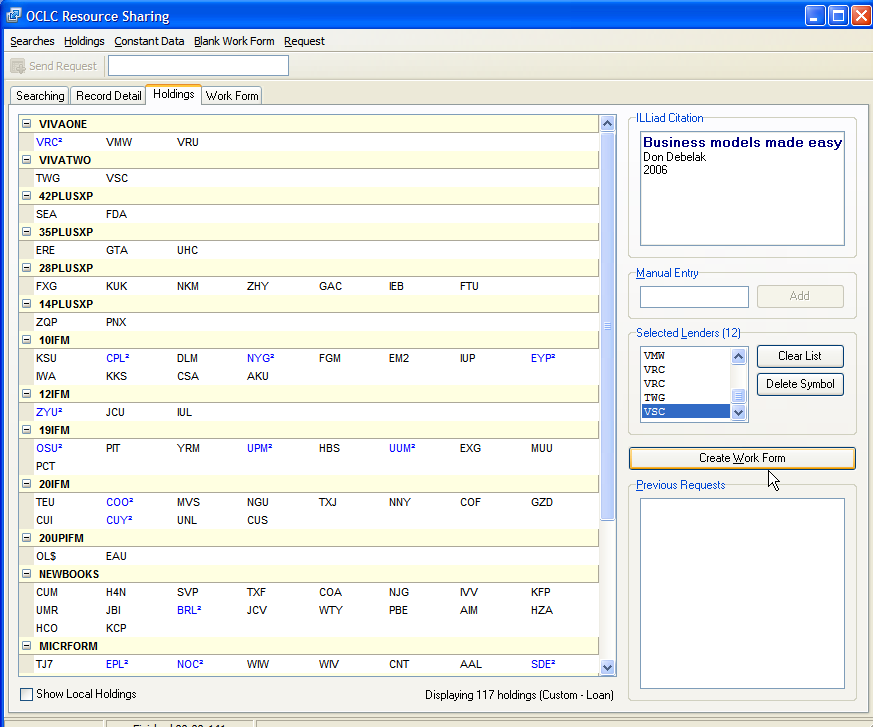 OCLC Resource Sharing
Searches Holdings Constant Data Blank Work Form Request
Send Request
Searching Record Detail Holdings Work Form
VIVAONE
VRC² VMW VRU
VIVATWO
TWG VSC
42PLUSXP
SEA FDA
35PLUSXP
ERE GTA UHC
28PLUSXP
FXG KUK NKM ZHY GAC IEB FTU
14PLUSXP
ZQP PNX
10IFM
KSU CPL² DLM NYG² FGM EM2 IUP EYP²
IWA KKS CSA AKU
12IFM
ZYU² JCU IUL
19IFM
OSU² PIT YRM UPM² HBS UUM² EXG MUU
PCT
20IFM
TEU COO² MVS NGU TXJ NNY COF GZD
CUI CUY² UNL CUS
20UPIFM
OL$ EAU
NEWBOOKS
CUM H4N SVP TXF COA NJG IVV KFP
UMR JBI BRL² JCV WTY PBE AIM HZA
HCO KCP
MICRFORM
TJ7 EPL² NOC² WIW WIV CNT AAL SDE²
Show Local Holdings
Displaying 117 holdings (Custom - Loan)
ILLiad Citation
Business models made easy
Don Debelak
2006
Manual Entry
Add
Selected Lenders (12)
VMW
VRC
VRC
TWG
VSC
Clear List
Delete Symbol
Create Work Form
Previous Requests